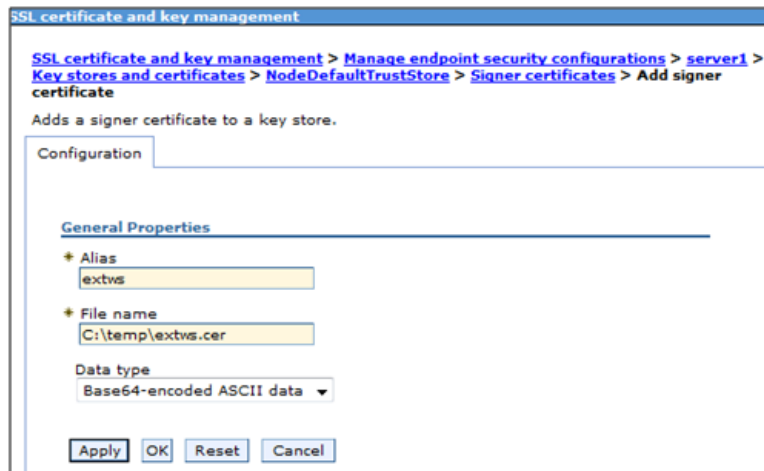 SSL certificate and key management
SSL certificate and key management > Manage endpoint security configurations > server1 >
Key stores and certificates > NodeDefaultTrustStore > Signer certificates > Add signer
certificate
Adds a signer certificate to a key store.
Configuration
General Properties
* Alias
extws
* File name
C:\temp\extws.cer
Data type
Base64-encoded ASCII data
Apply OK Reset Cancel